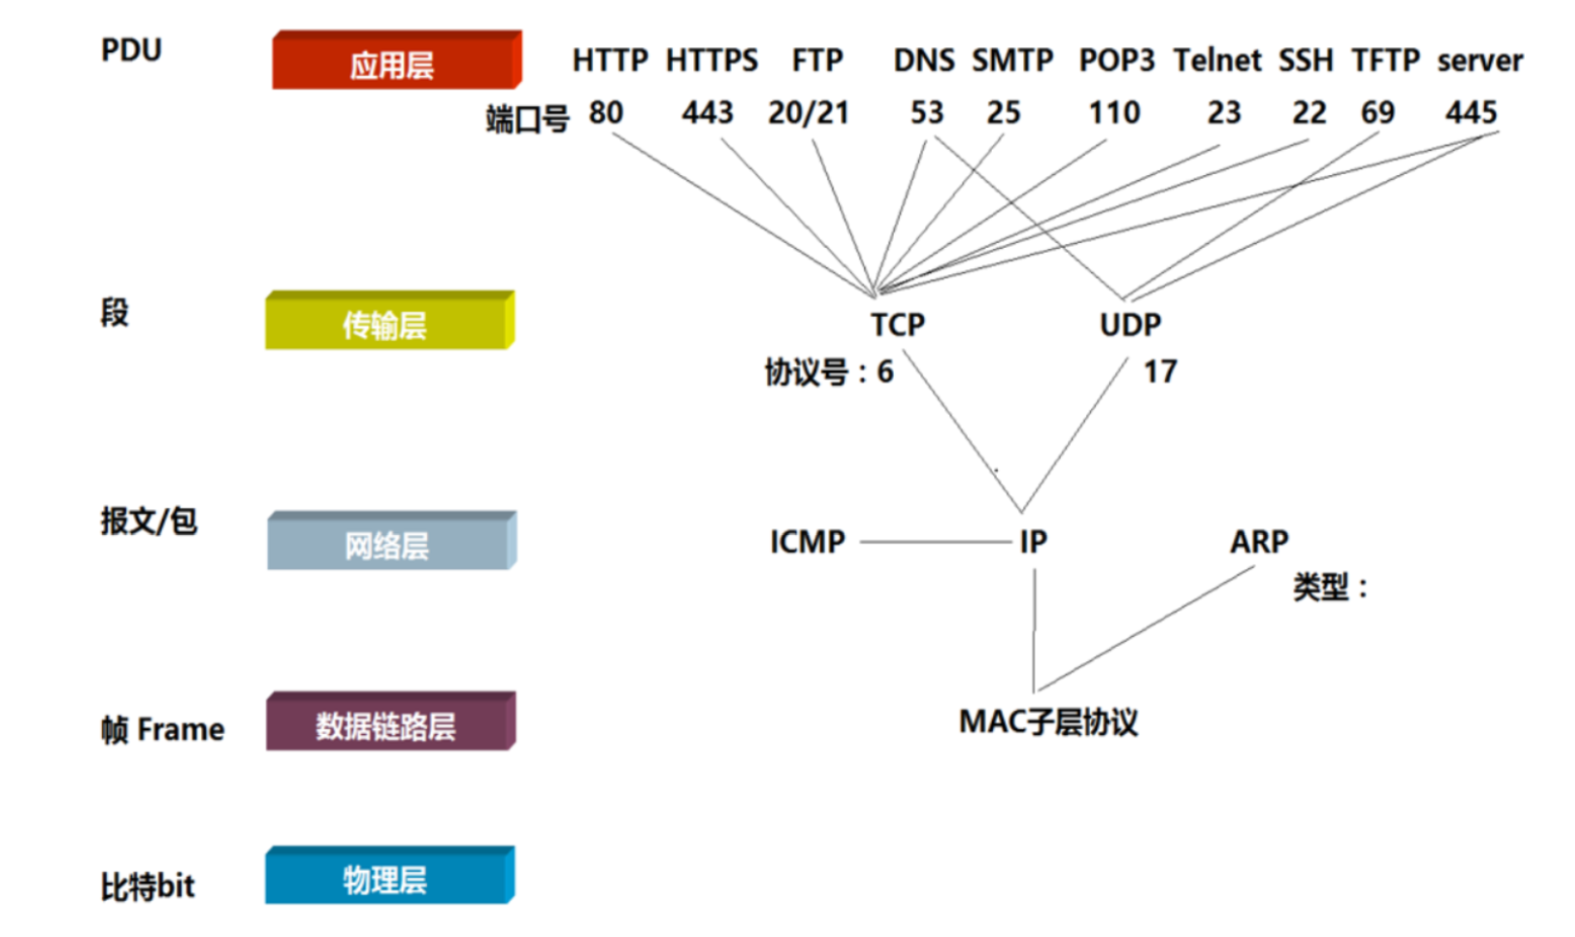 PDU 应用层 HTTP HTTPS FTP DNS SMTP POP3 Telnet SSH TFTP server
端口号 80 443 20/21 53 25 110 23 22 69 445
段 传输层 TCP UDP
协议号：6 17
报文/包 网络层 ICMP IP ARP
类型：
帧 Frame 数据链路层 MAC子层协议
比特bit 物理层